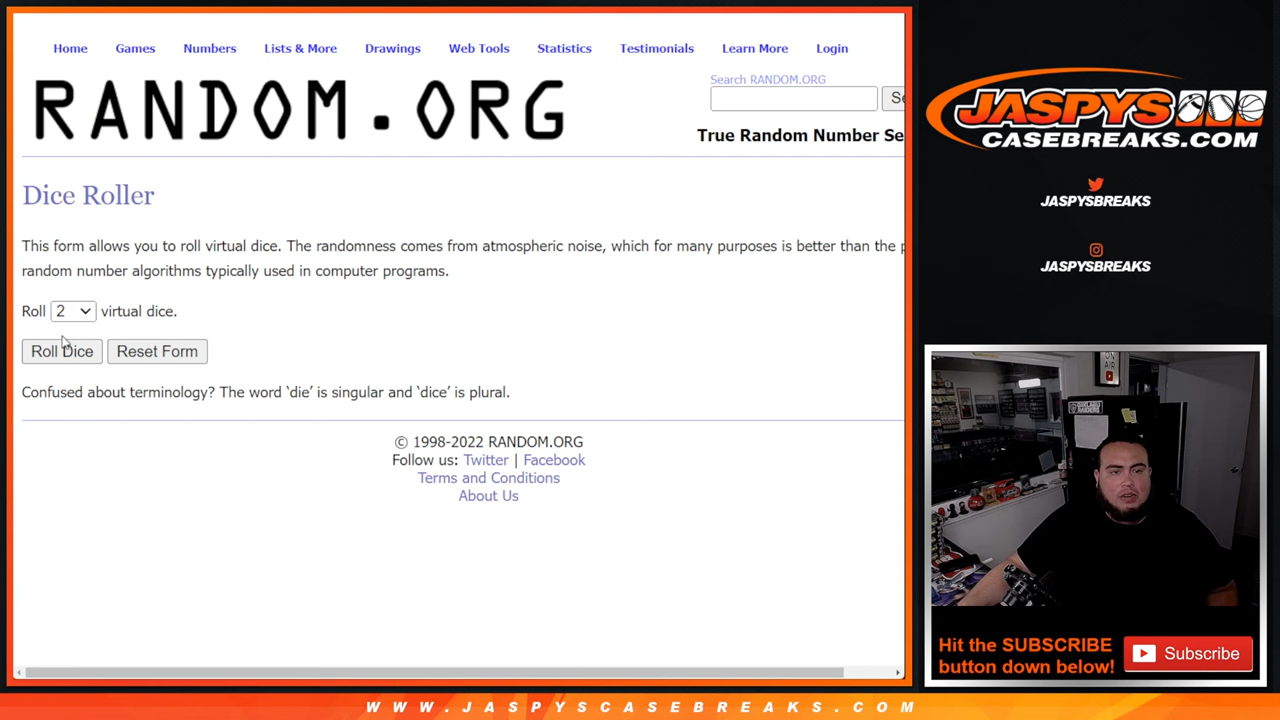 Home Games Numbers Lists & More Drawings Web Tools Statistics Testimonials Learn More Login
RANDOM.ORG
Search RANDOM.ORG
Se
True Random Number Se
Dice Roller
This form allows you to roll virtual dice. The randomness comes from atmospheric noise, which for many purposes is better than the p
random number algorithms typically used in computer programs.
Roll 2 virtual dice.
Roll Dice Reset Form
Confused about terminology? The word ‘die’ is singular and ‘dice’ is plural.
© 1998-2022 RANDOM.ORG
Follow us: Twitter | Facebook
Terms and Conditions
About Us
JASPYS
CASEBREAKS.COM
JASPYSBREAKS
JASPYSBREAKS
ON AIR
Hit the SUBSCRIBE
button down below!
Subscribe
WWW.JASPYSCASEBREAKS.COM